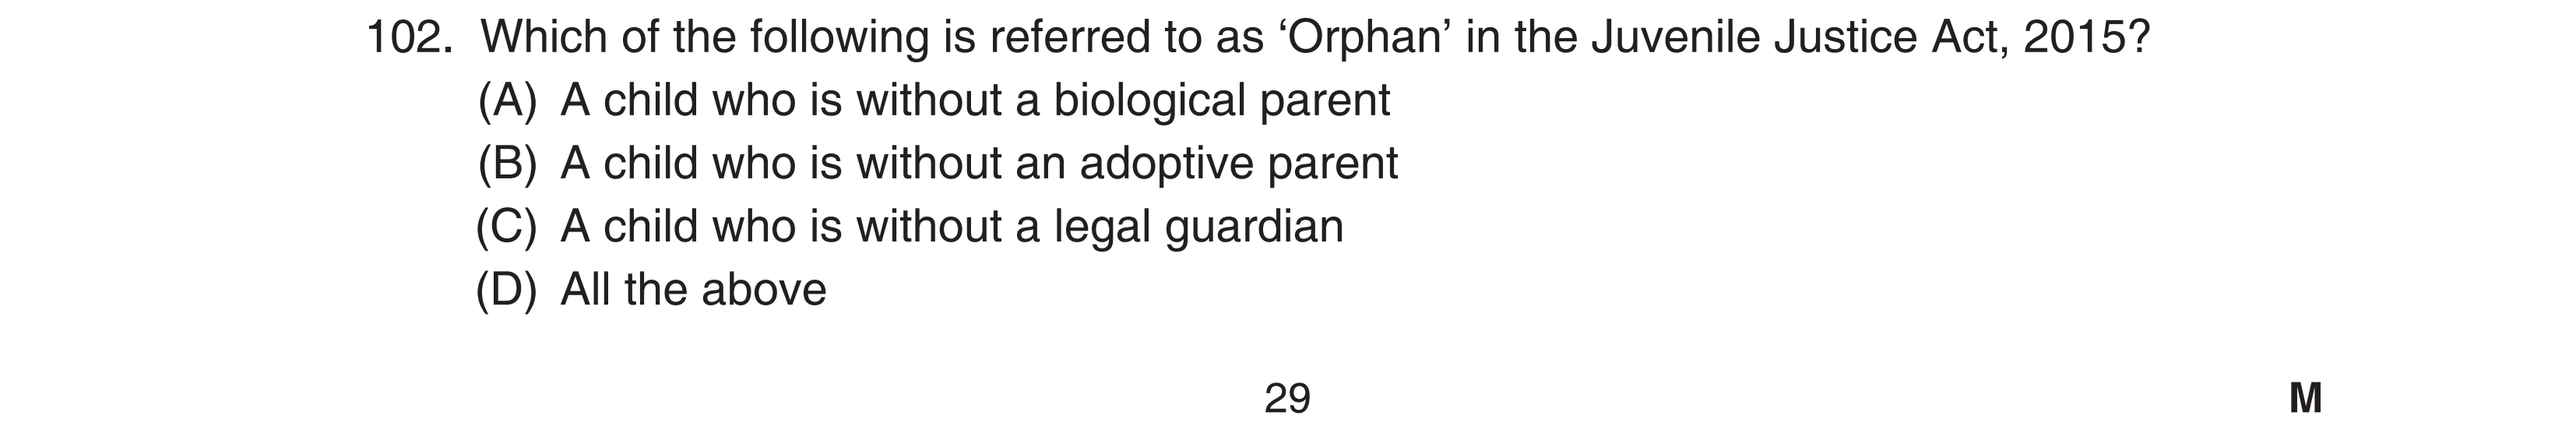 102. Which of the following is referred to as ‘Orphan’ in the Juvenile Justice Act, 2015?
(A) A child who is without a biological parent
(B) A child who is without an adoptive parent
(C) A child who is without a legal guardian
(D) All the above
29 M